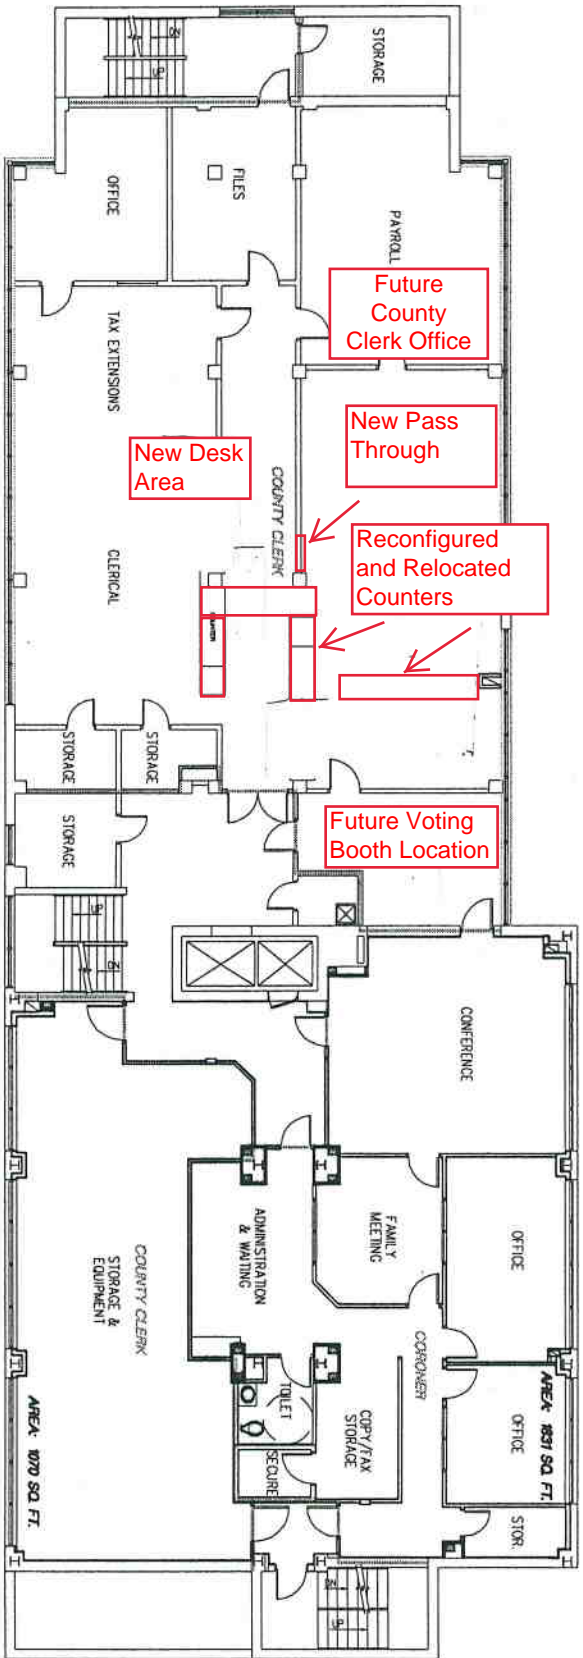 DN
UP
STORAGE
OFFICE
FILES
PAYROLL
Future
County
Clerk Office
TAX EXTENSIONS
New Desk
Area
New Pass
Through
COUNTY CLERK
Reconfigured
and Relocated
Counters
CLERICAL
COUNTER
STORAGE
STORAGE
STORAGE
Future Voting
Booth Location
UP
DN
CONFERENCE
FAMILY
MEETING
OFFICE
ADMINISTRATION
& WAITING
COUNTY CLERK
STORAGE &
EQUIPMENT
CORONER
TOILET
COPY/FAX
STORAGE
OFFICE
AREA: 1831 SQ. FT.
AREA: 1070 SQ. FT.
SECURE
STOR.
DN
UP